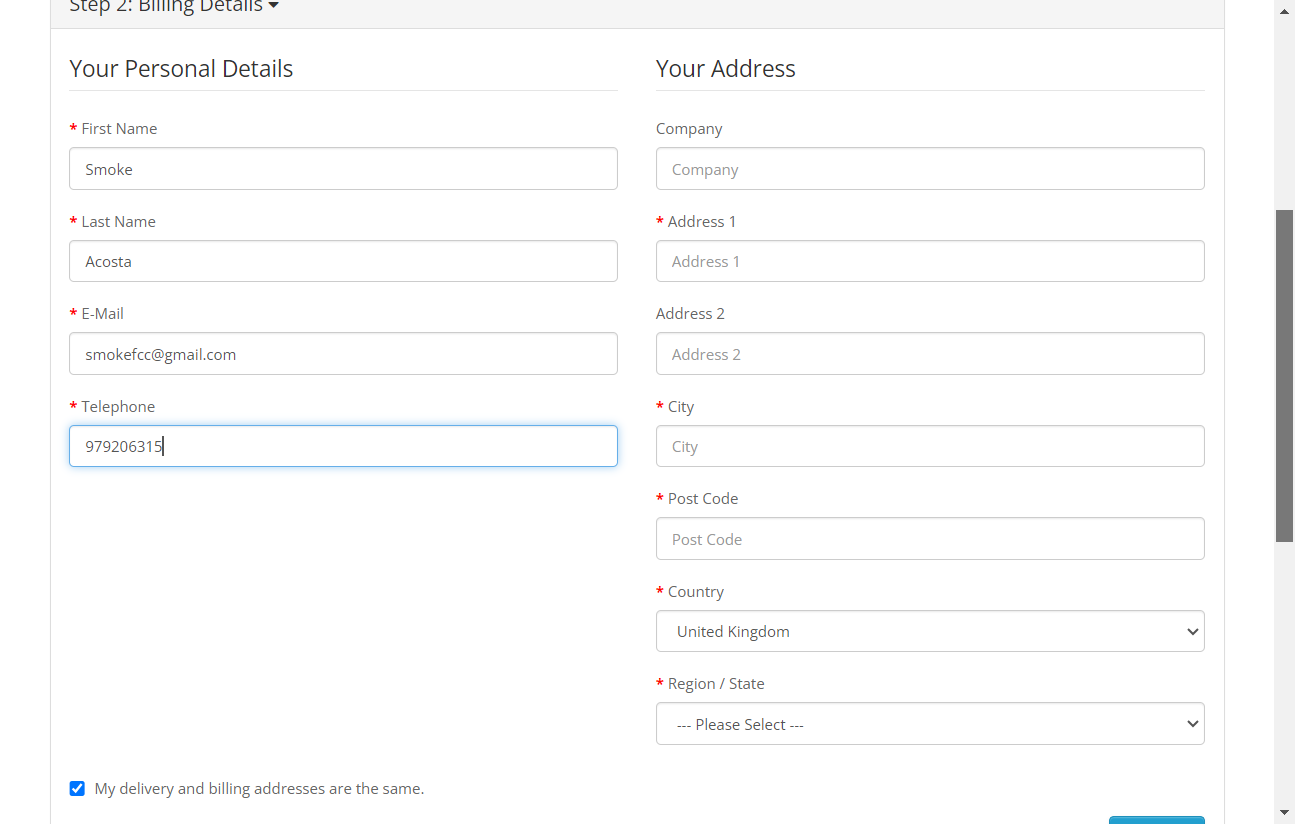 Step 2: Billing Details
Your Personal Details
* First Name
Smoke
* Last Name
Acosta
* E-Mail
smokefcc@gmail.com
* Telephone
979206315
Your Address
Company
Company
* Address 1
Address 1
Address 2
Address 2
* City
City
* Post Code
Post Code
* Country
United Kingdom
* Region / State
--- Please Select ---
My delivery and billing addresses are the same.